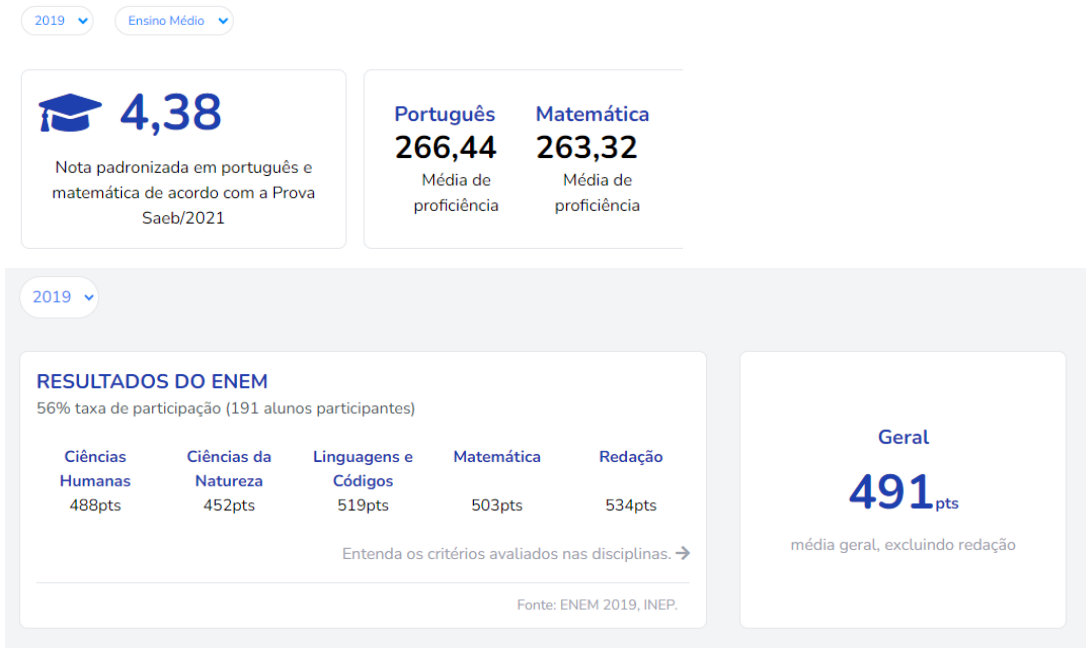 2019
Ensino Médio
4,38
Nota padronizada em português e
matemática de acordo com a Prova
Saeb/2021
Português
266,44
Média de
proficiência
Matemática
263,32
Média de
proficiência
2019
RESULTADOS DO ENEM
56% taxa de participação (191 alunos participantes)
Ciências
Humanas
488pts
Ciências da
Natureza
452pts
Linguagens e
Códigos
519pts
Matemática
503pts
Redação
534pts
Entenda os critérios avaliados nas disciplinas.
Fonte: ENEM 2019, INEP.
Geral
491pts
média geral, excluindo redação